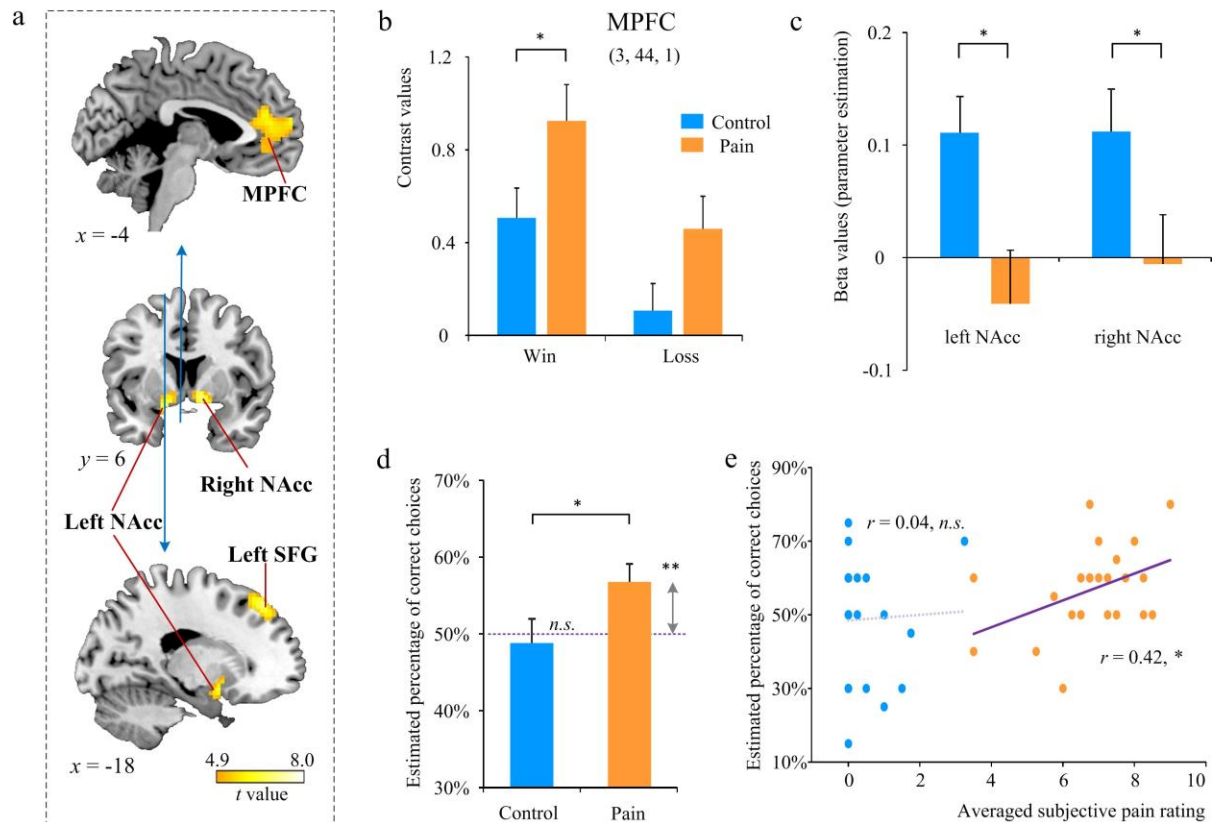 a
MPFC
x = -4
y = 6
Right NAcc
Left NAcc
Left SFG
x = -18
4.9 8.0
t value
b
MPFC
(3, 44, 1)
*
Control
Pain
Contrast values
1.2
0.8
0.4
0
Win Loss
c
* *
Beta values (parameter estimation)
0.2
0.1
0
-0.1
left NAcc right NAcc
d
Estimated percentage of correct choices
70%
60%
50%
40%
30%
*
**
n.s.
Control Pain
e
Estimated percentage of correct choices
90%
70%
50%
30%
10%
r = 0.04, n.s.
r = 0.42, *
0 2 4 6 8 10
Averaged subjective pain rating